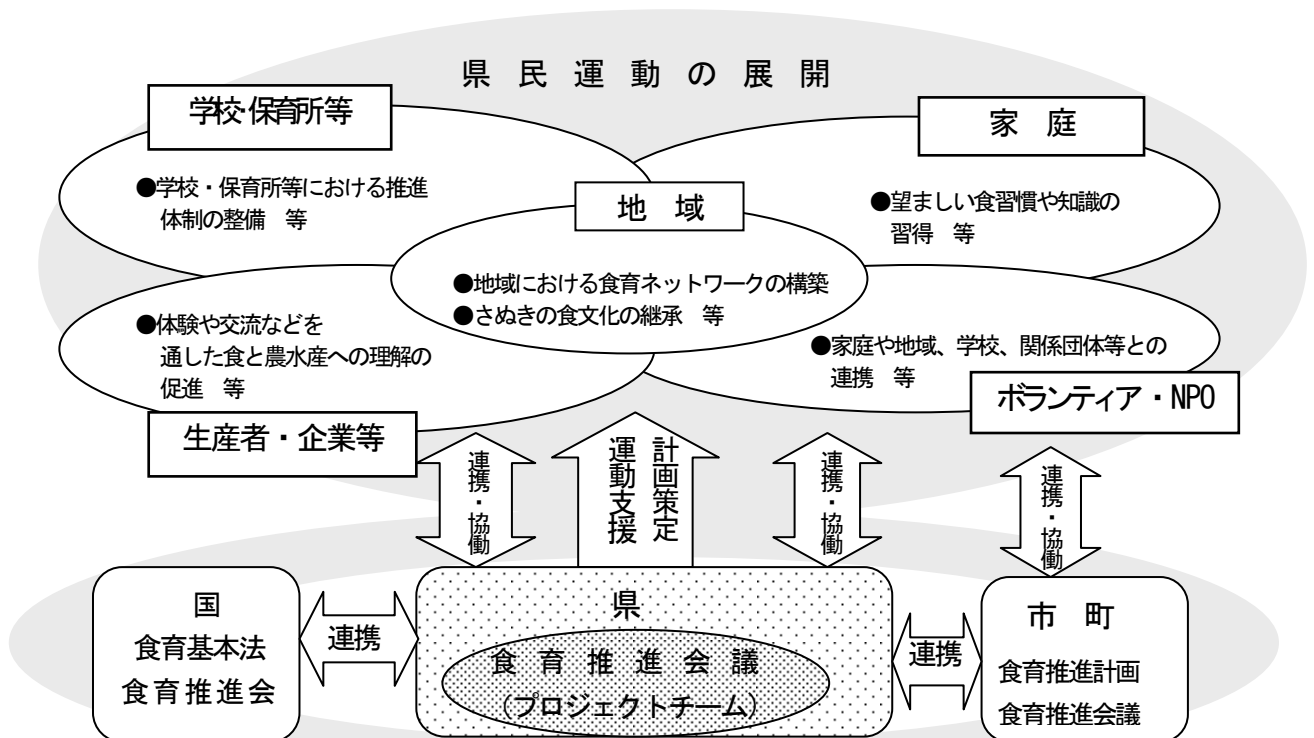 県民運動の展開
学校・保育所等
家庭
●学校・保育所等における推進
体制の整備 等
地域
●望ましい食習慣や知識の
習得 等
●地域における食育ネットワークの構築
●さぬきの食文化の継承 等
●体験や交流などを
通した食と農水産への理解の
促進 等
●家庭や地域、学校、関係団体等との
連携 等
生産者・企業等
ボランティア・NPO
連携・協働
計画策定
運動支援
連携・協働
連携・協働
国
食育基本法
食育推進会
連携
県
食育推進会議
(プロジェクトチーム)
連携
市町
食育推進計画
食育推進会議